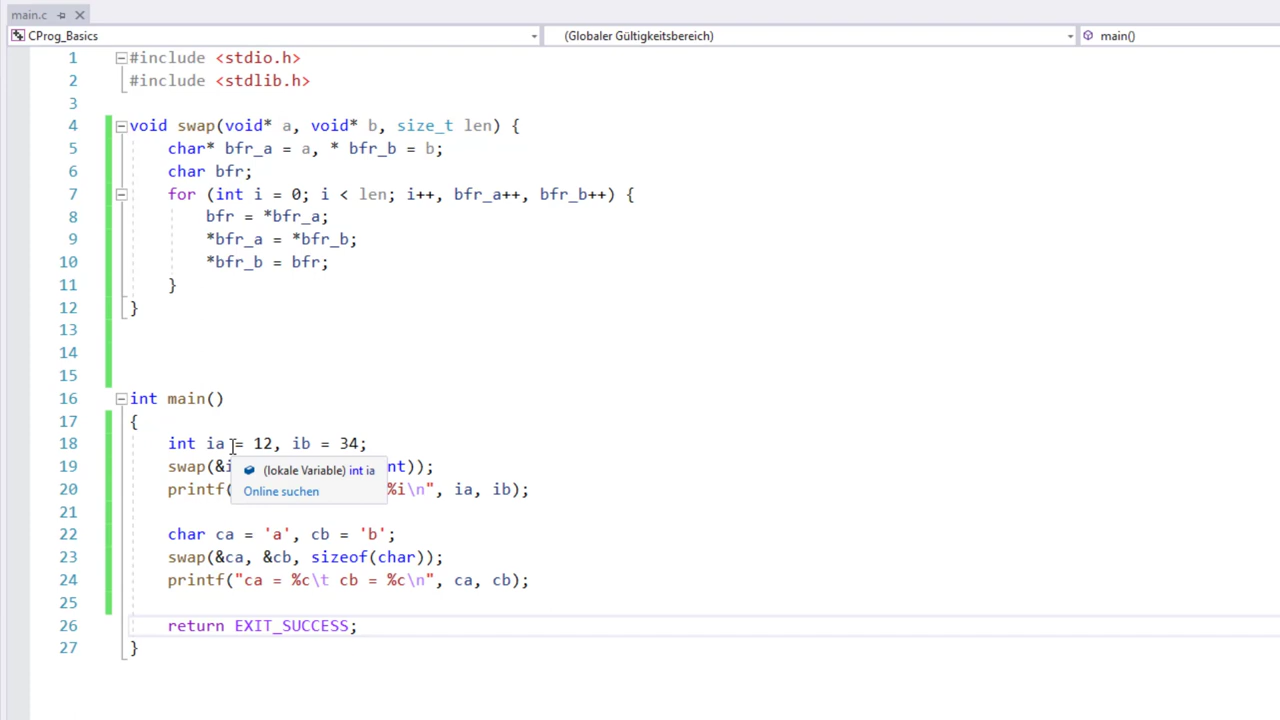 main.c
CProg_Basics (Globaler Gültigkeitsbereich) main()
1 #include <stdio.h>
2 #include <stdlib.h>
3
4 void swap(void* a, void* b, size_t len) {
5 char* bfr_a = a, * bfr_b = b;
6 char bfr;
7 for (int i = 0; i < len; i++, bfr_a++, bfr_b++) {
8 bfr = *bfr_a;
9 *bfr_a = *bfr_b;
10 *bfr_b = bfr;
11 }
12 }
13
14
15
16 int main()
17 {
18 int ia = 12, ib = 34;
19 swap(&i nt));
(lokale Variable) int ia
20 printf( %i\n", ia, ib);
Online suchen
21
22 char ca = 'a', cb = 'b';
23 swap(&ca, &cb, sizeof(char));
24 printf("ca = %c\t cb = %c\n", ca, cb);
25
26 return EXIT_SUCCESS;
27 }